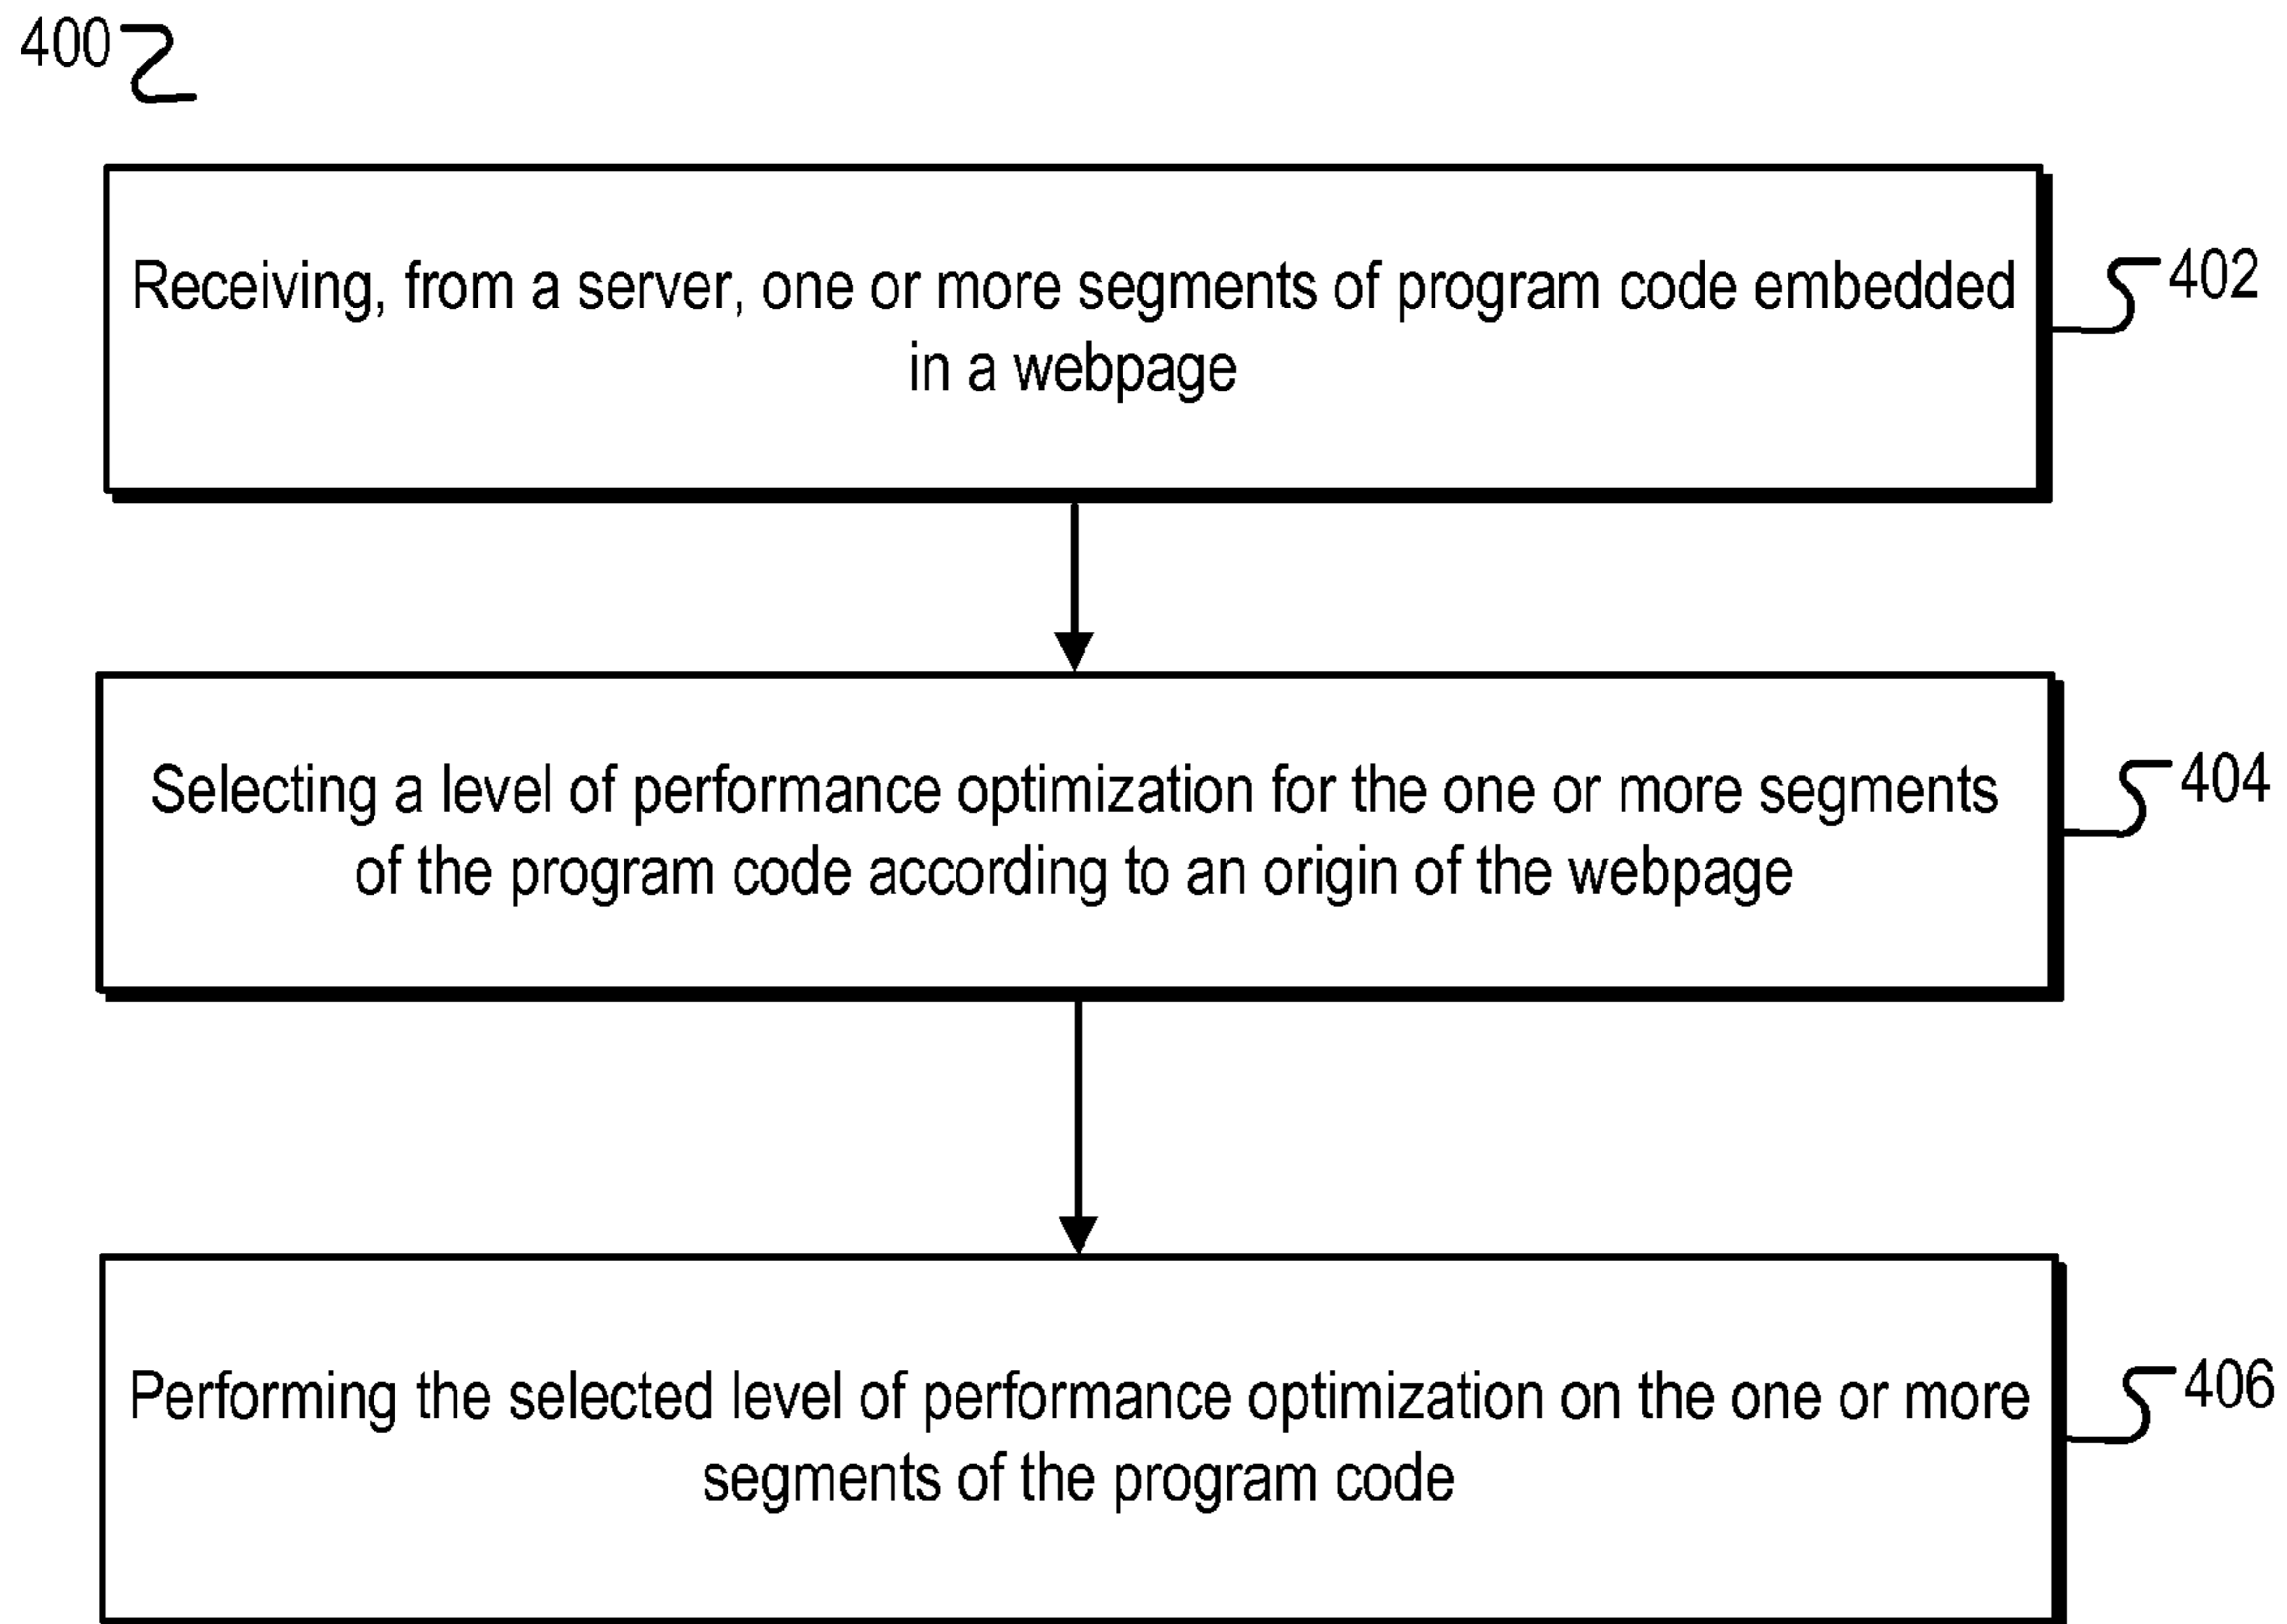 400
Receiving, from a server, one or more segments of program code embedded
in a webpage
402
Selecting a level of performance optimization for the one or more segments
of the program code according to an origin of the webpage
404
Performing the selected level of performance optimization on the one or more
segments of the program code
406